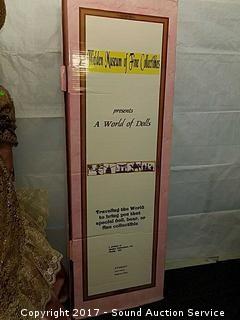 Walden Museum of Fine Collectibles
presents
A World of Dolls
Traveling the World
to bring you that
special doll, bear, or
fine collectible
Copyright 2017 - Sound Auction Service